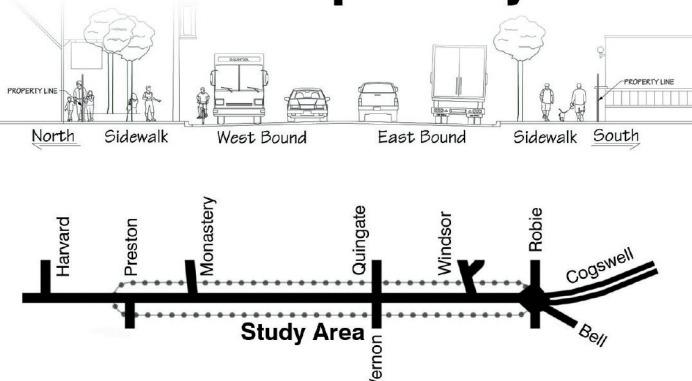 PROPERTY LINE
PROPERTY LINE
North Sidewalk West Bound East Bound Sidewalk South
Harvard
Preston
Monastery
Quingate
Windsor
Robie
Cogswell
Study Area
Bell